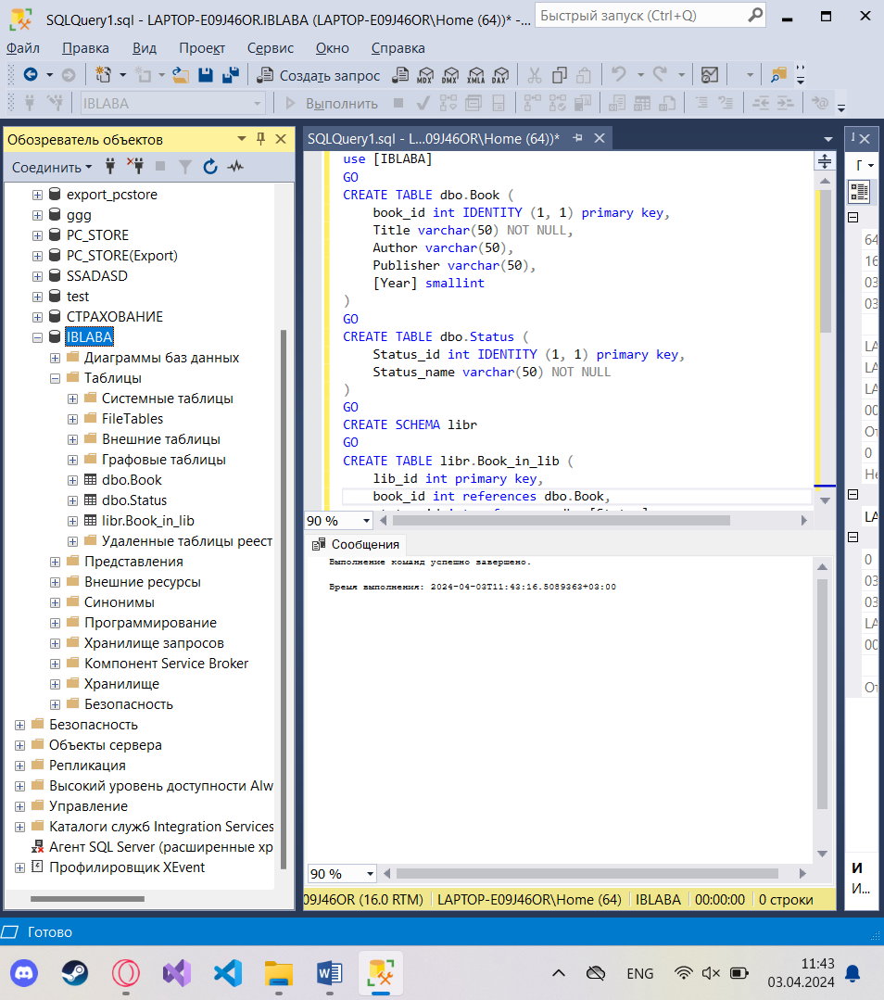 SQLQuery1.sql - LAPTOP-E09J46OR.IBLABA (LAPTOP-E09J46OR\Home (64))* -...
Быстрый запуск (Ctrl+Q)
Файл Правка Вид Проект Сервис Окно Справка
Создать запрос MDX DMX XMLA DAX
IBLABA Выполнить
Обозреватель объектов
Соединить
export_pcstore
ggg
PC_STORE
PC_STORE(Export)
SSADASD
test
СТРАХОВАНИЕ
IBLABA
Диаграммы баз данных
Таблицы
Системные таблицы
FileTables
Внешние таблицы
Графовые таблицы
dbo.Book
dbo.Status
libr.Book_in_lib
Удаленные таблицы реест
Представления
Внешние ресурсы
Синонимы
Программирование
Хранилище запросов
Компонент Service Broker
Хранилище
Безопасность
Безопасность
Объекты сервера
Репликация
Высокий уровень доступности Alw
Управление
Каталоги служб Integration Services
Агент SQL Server (расширенные хр
Профилировщик XEvent
SQLQuery1.sql - L...09J46OR\Home (64))*
use [IBLABA]
GO
CREATE TABLE dbo.Book (
book_id int IDENTITY (1, 1) primary key,
Title varchar(50) NOT NULL,
Author varchar(50),
Publisher varchar(50),
[Year] smallint
)
GO
CREATE TABLE dbo.Status (
Status_id int IDENTITY (1, 1) primary key,
Status_name varchar(50) NOT NULL
)
GO
CREATE SCHEMA libr
GO
CREATE TABLE libr.Book_in_lib (
lib_id int primary key,
book_id int references dbo.Book,
90 %
Сообщения
Выполнение команд успешно завершено.
Время выполнения: 2024-04-03T11:43:16.5089363+03:00
90 %
09J46OR (16.0 RTM) LAPTOP-E09J46OR\Home (64) IBLABA 00:00:00 0 строки
Г
64
16
03
03
LA
LA
LA
00
От
0
Не
LA
0
03
03
LA
00
От
И
И...
Готово
ENG
11:43
03.04.2024